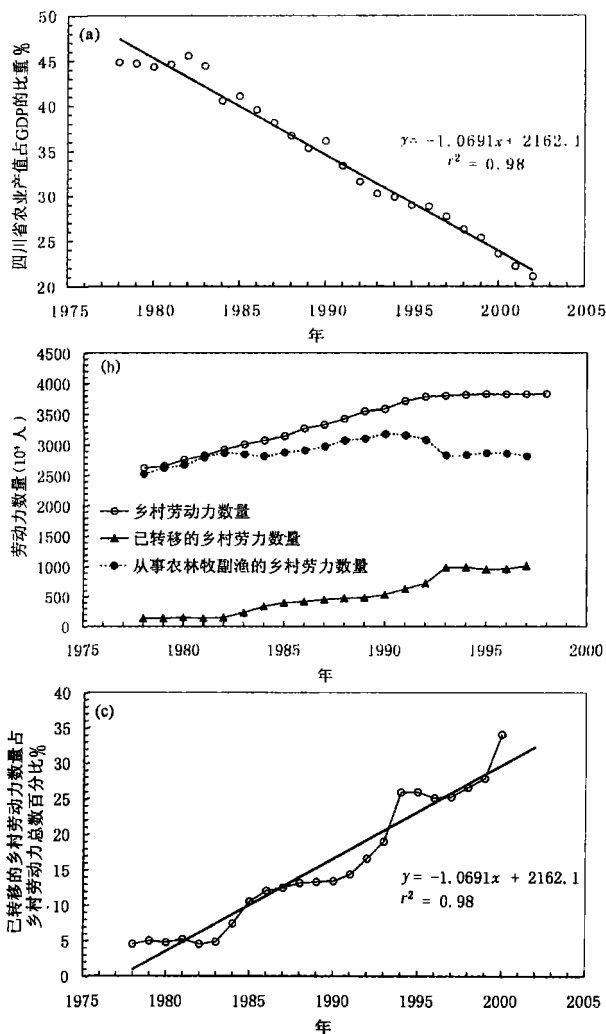 (a)
四川省农业产值占GDP的比重%
50
45
40
35
30
25
20
y = -1.0691x + 2162.1
r² = 0.98
1975 1980 1985 1990 1995 2000 2005
年
(b)
劳动力数量(10⁴人)
4500
4000
3500
3000
2500
2000
1500
1000
500
0
乡村劳动力数量
已转移的乡村劳力数量
从事农林牧副渔的乡村劳力数量
1975 1980 1985 1990 1995 2000
年
(c)
已转移的乡村劳动力数量占
乡村劳动力总数百分比%
40
35
30
25
20
15
10
5
0
y = -1.0691x + 2162.1
r² = 0.98
1975 1980 1985 1990 1995 2000 2005
年